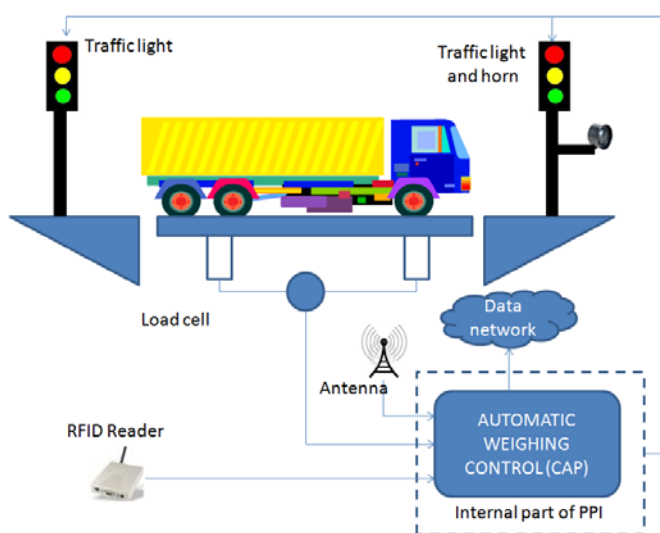 Traffic light
Traffic light
and horn
Load cell
Data
network
Antenna
RFID Reader
AUTOMATIC
WEIGHING
CONTROL (CAP)
Internal part of PPI